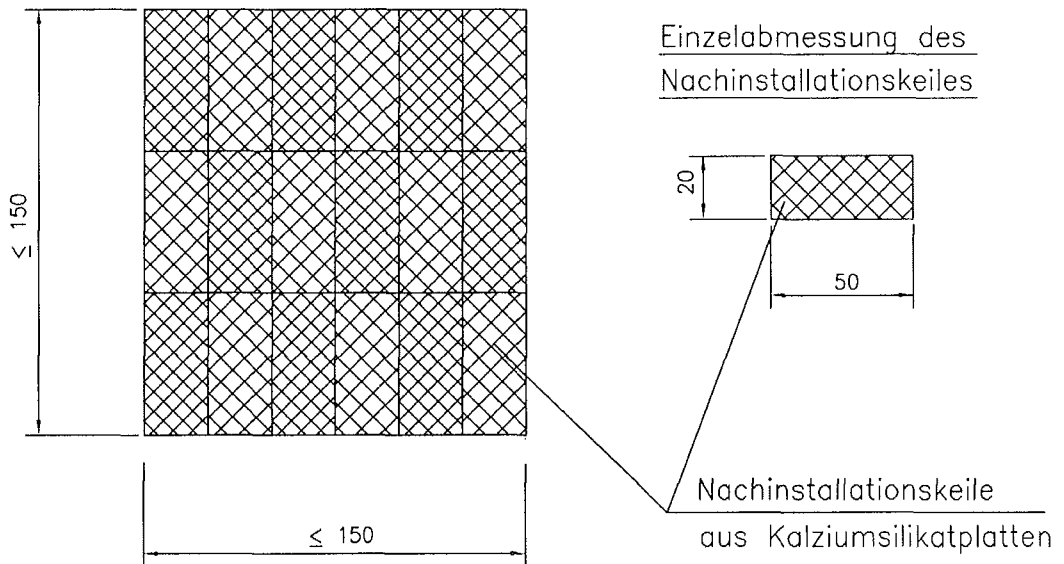 Einzelabmessung des
Nachinstallationskeiles
≤ 150
20
50
≤ 150
Nachinstallationskeile
aus Kalziumsilikatplatten